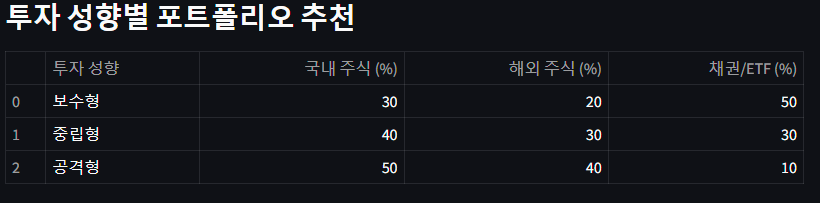 투자 성향별 포트폴리오 추천
투자 성향 국내 주식 (%) 해외 주식 (%) 채권/ETF (%)
0 보수형 30 20 50
1 중립형 40 30 30
2 공격형 50 40 10